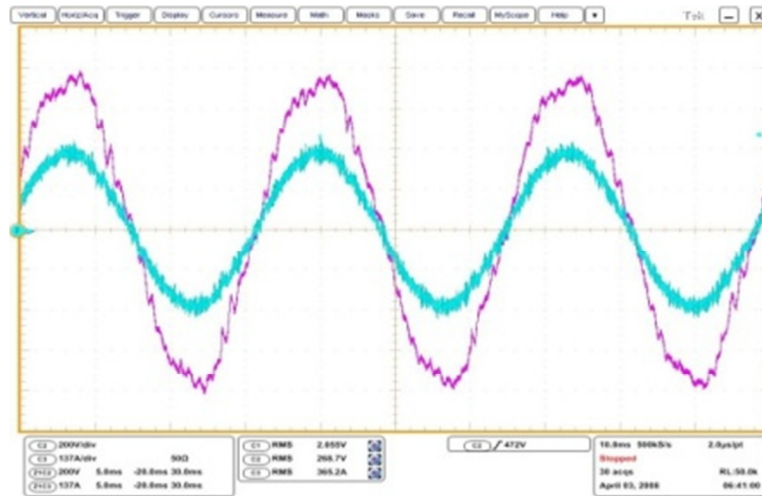 Vertical Horiz/Acq Trigger Display Cursors Measure Math Masks Save Recall MyScope Help Tek X
C2 200V/div
C3 137A/div 50Ω
Z1C2 200V 5.0ms -20.0ms 30.0ms
Z1C3 137A 5.0ms -20.0ms 30.0ms
C1 RMS 2.055V
C2 RMS 268.7V
C3 RMS 365.2A
C2 472V
10.0ms 500kS/s 2.0µs/pt
Stopped
30 acqs RL:50.0k
April 03, 2008 06:41:00